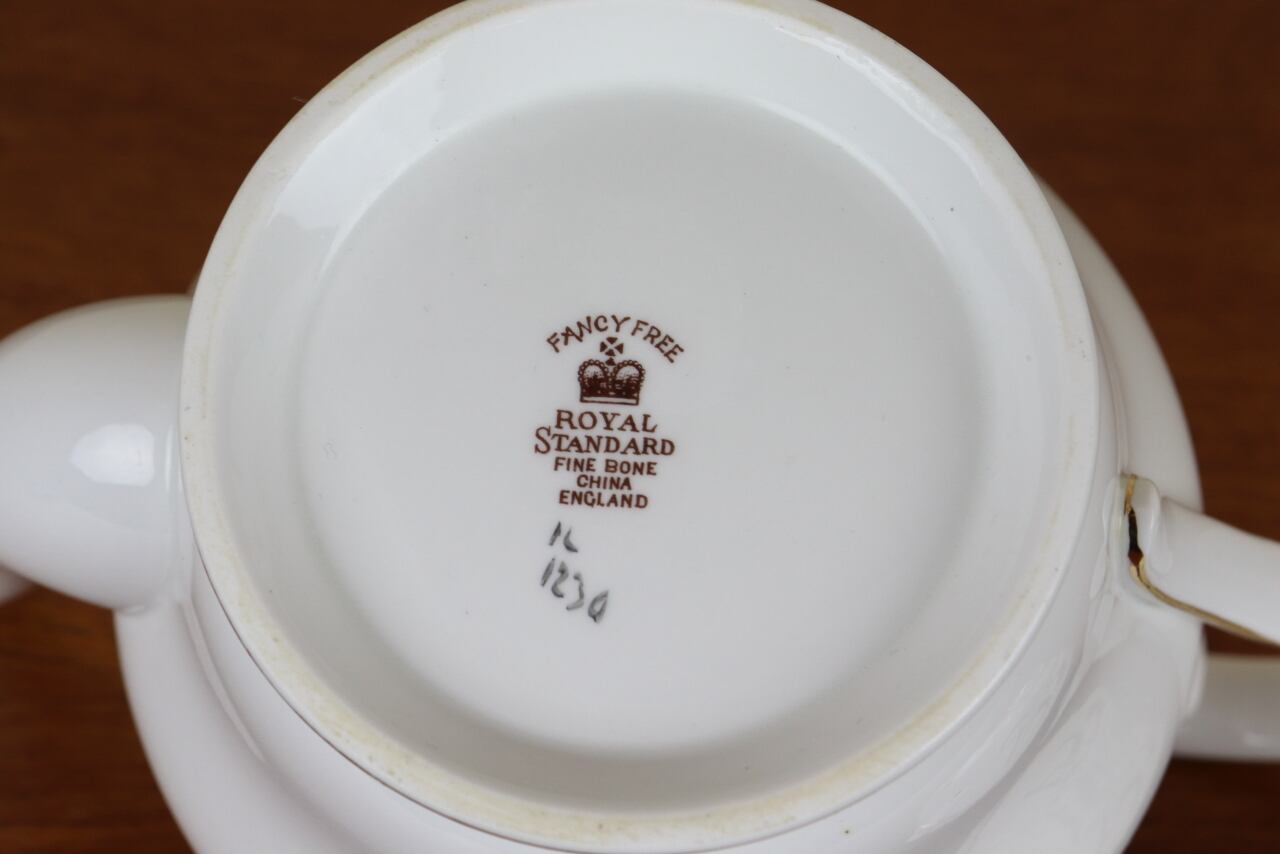 FANCY FREE
ROYAL
STANDARD
FINE BONE
CHINA
ENGLAND
1230